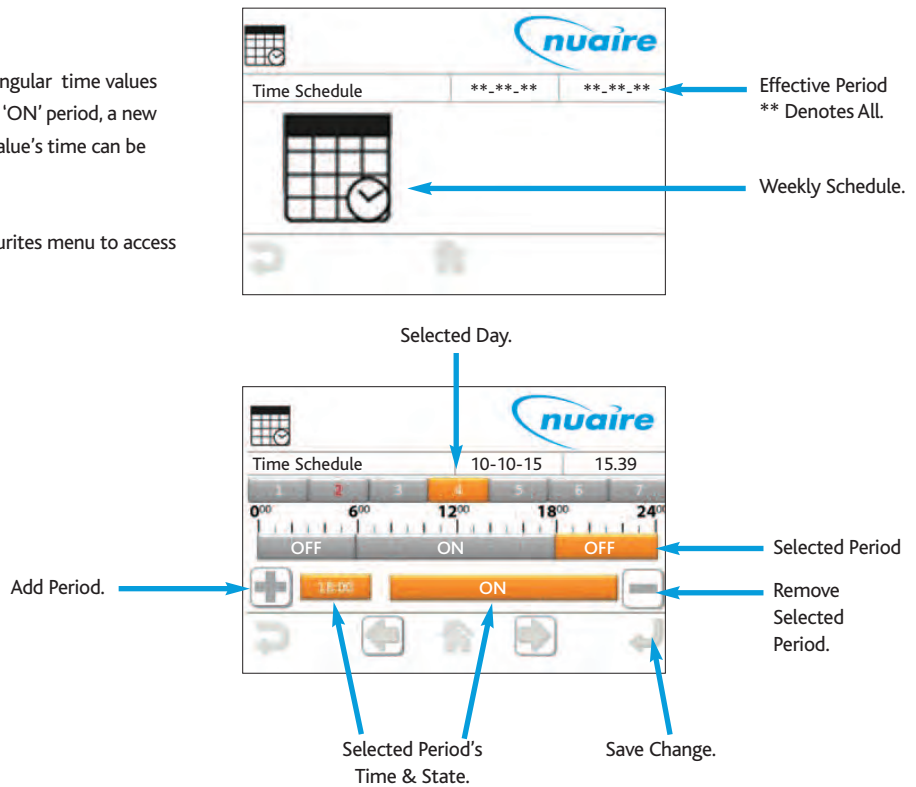 ngular time values
'ON' period, a new
alue's time can be
urites menu to access
nuaire
Time Schedule **-**-** **-**-**
Effective Period
** Denotes All.
Weekly Schedule.
Selected Day.
nuaire
Time Schedule 10-10-15 15.39
1 2 3 4 5 6 7
0⁰⁰ 6⁰⁰ 12⁰⁰ 18⁰⁰ 24⁰⁰
OFF ON OFF
Selected Period
Add Period.
18:00 ON
Remove
Selected
Period.
Selected Period's
Time & State.
Save Change.